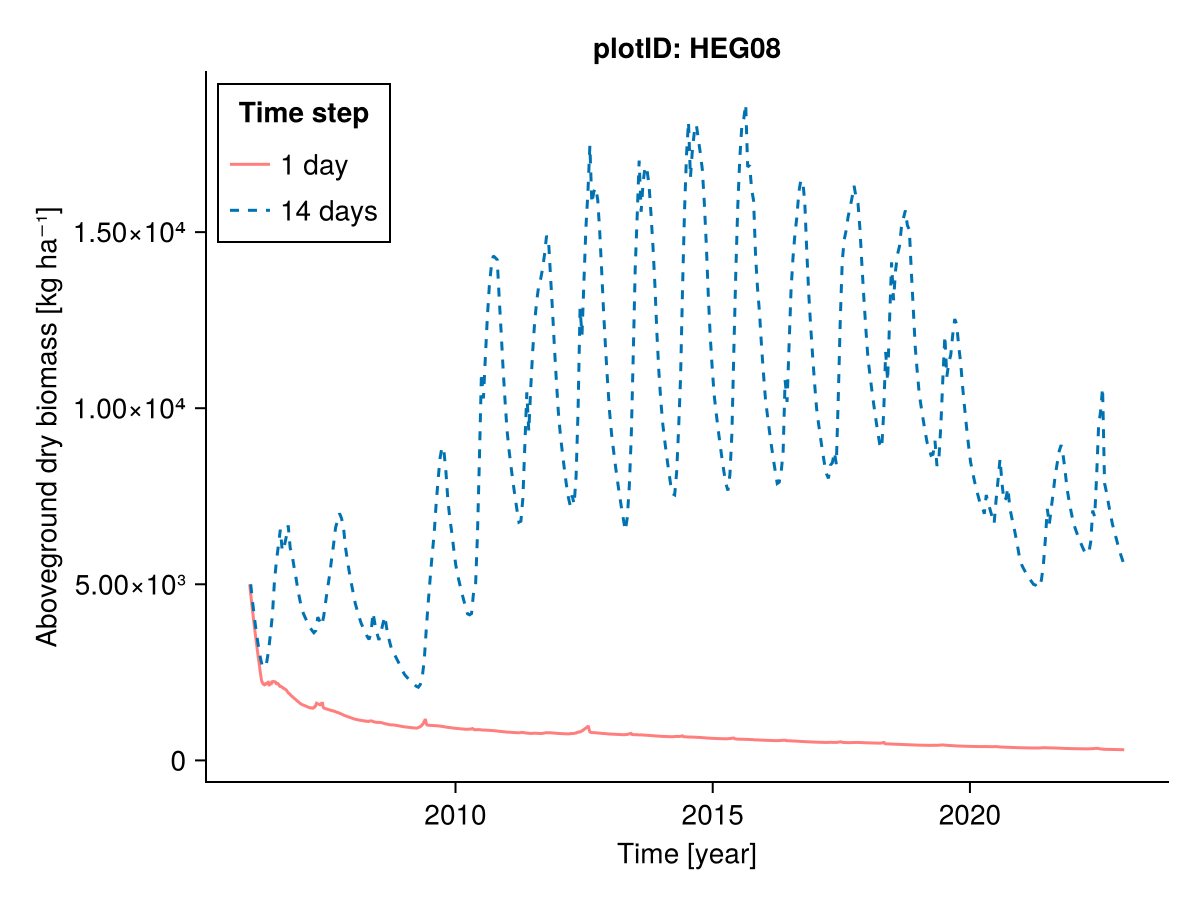 plotID: HEG08
Time step
1 day
14 days
Aboveground dry biomass [kg ha⁻¹]
1.50×10⁴
1.00×10⁴
5.00×10³
0
2010
2015
2020
Time [year]